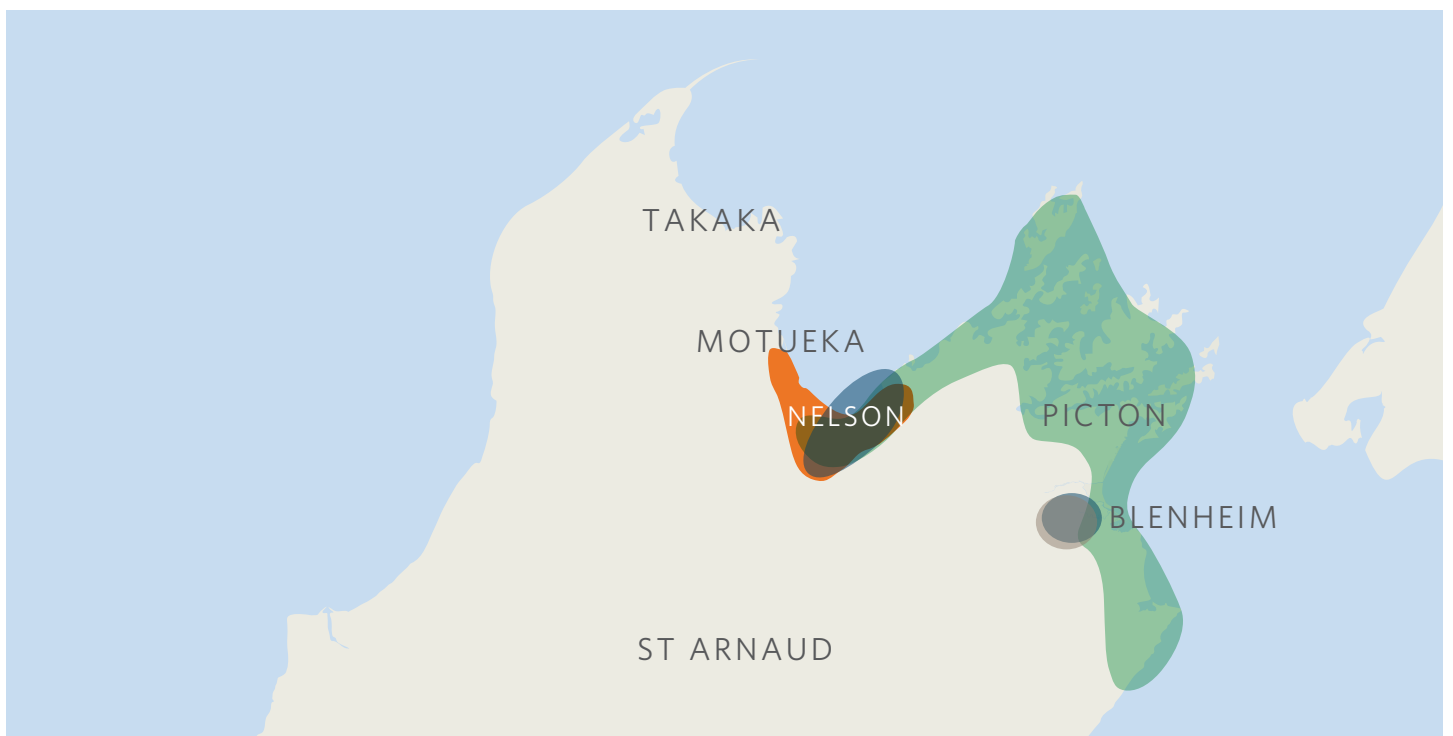 TAKAKA
MOTUEKA
NELSON
PICTON
BLENHEIM
ST ARNAUD